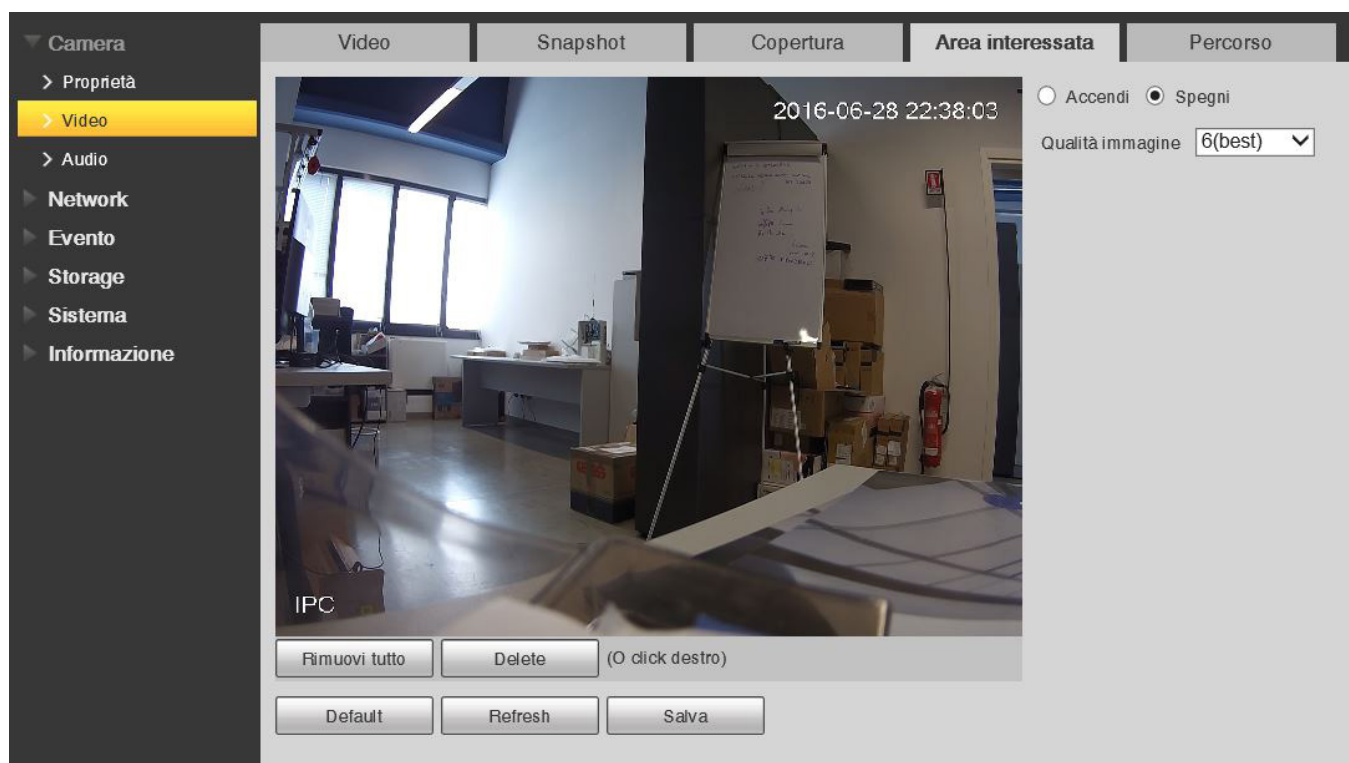 Camera
Proprietà
Video
Audio
Network
Evento
Storage
Sistema
Informazione
Video Snapshot Copertura Area interessata Percorso
2016-06-28 22:38:03
IPC
Accendi Spegni
Qualità immagine 6(best)
Rimuovi tutto Delete (O click destro)
Default Refresh Salva